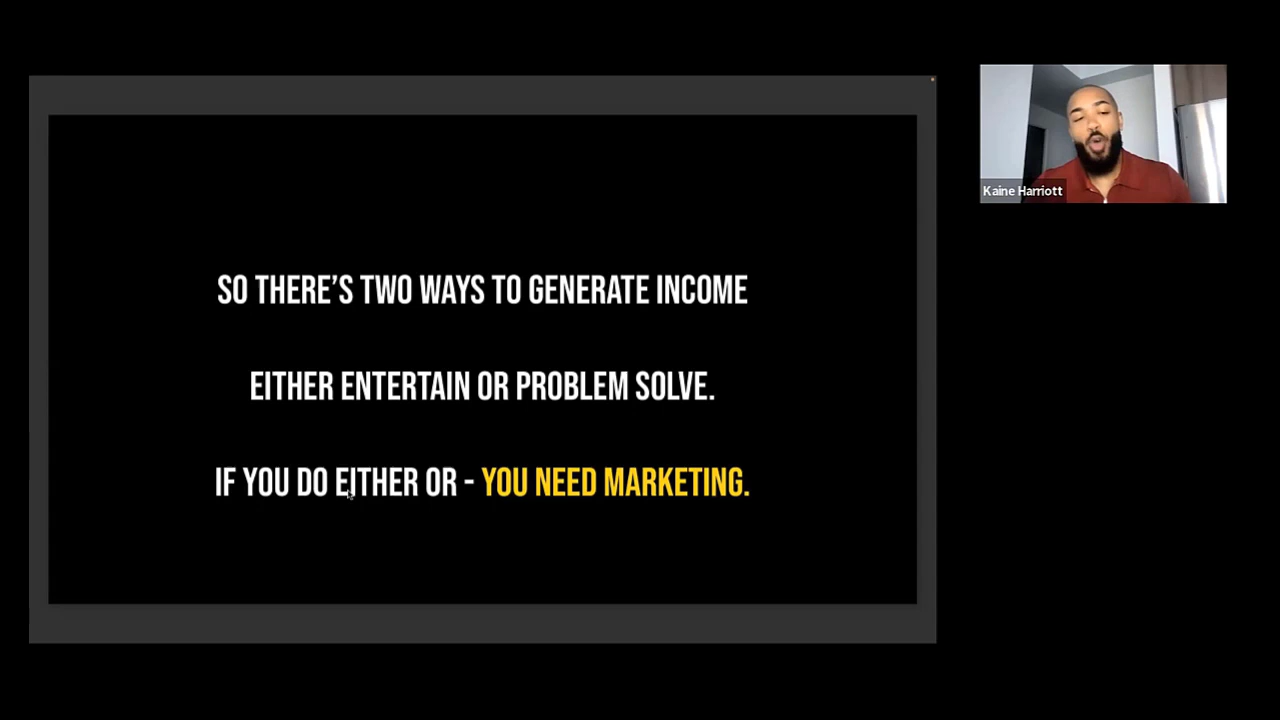 SO THERE'S TWO WAYS TO GENERATE INCOME
EITHER ENTERTAIN OR PROBLEM SOLVE.
IF YOU DO EITHER OR - YOU NEED MARKETING.
Kaine Harriott